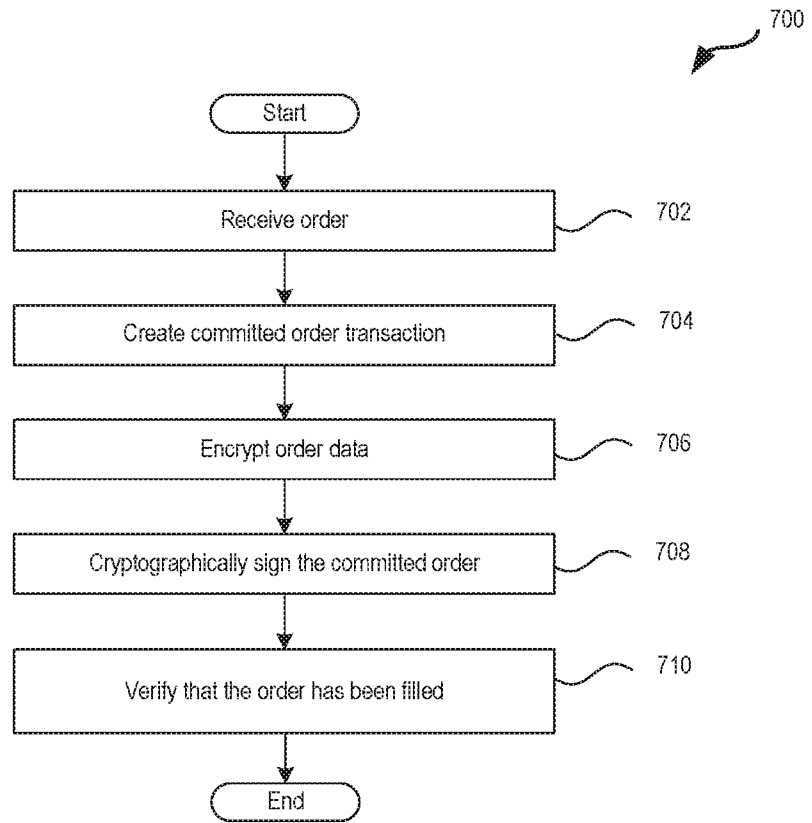 700
Start
Receive order
702
Create committed order transaction
704
Encrypt order data
706
Cryptographically sign the committed order
708
Verify that the order has been filled
710
End